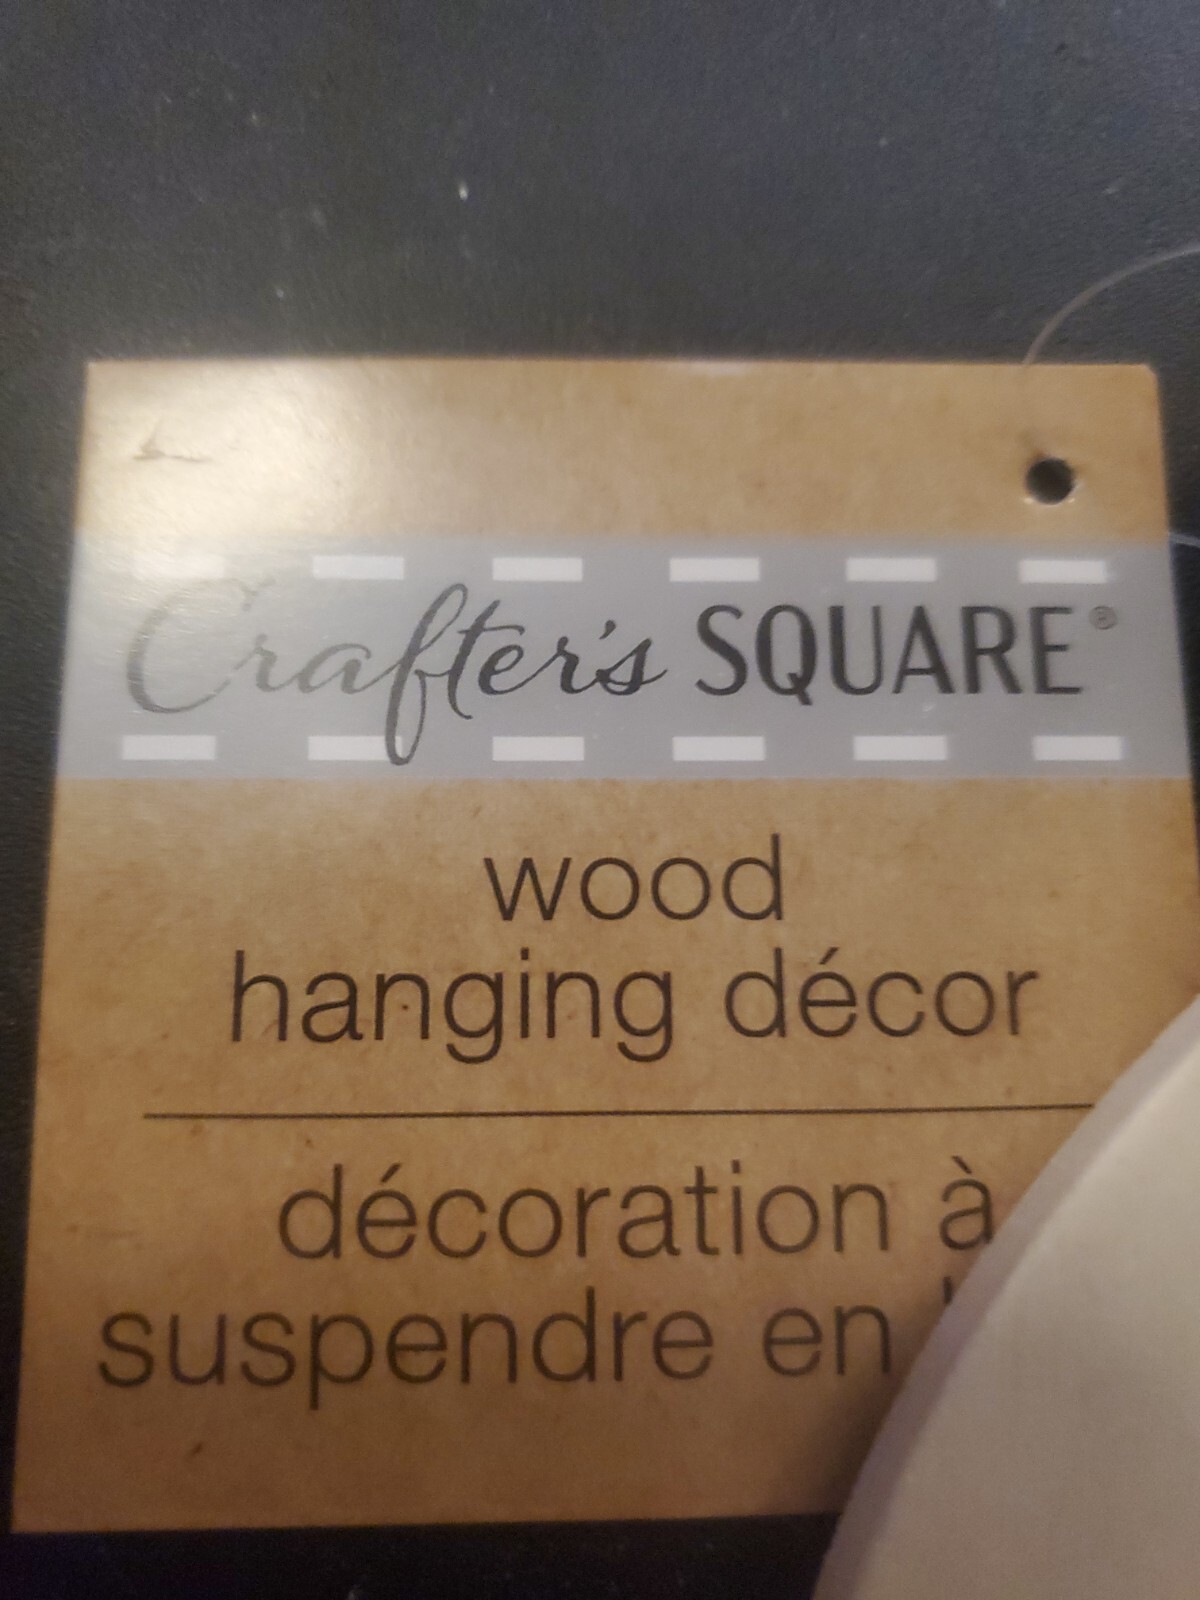 Crafter's SQUARE®
wood
hanging décor
décoration à
suspendre en